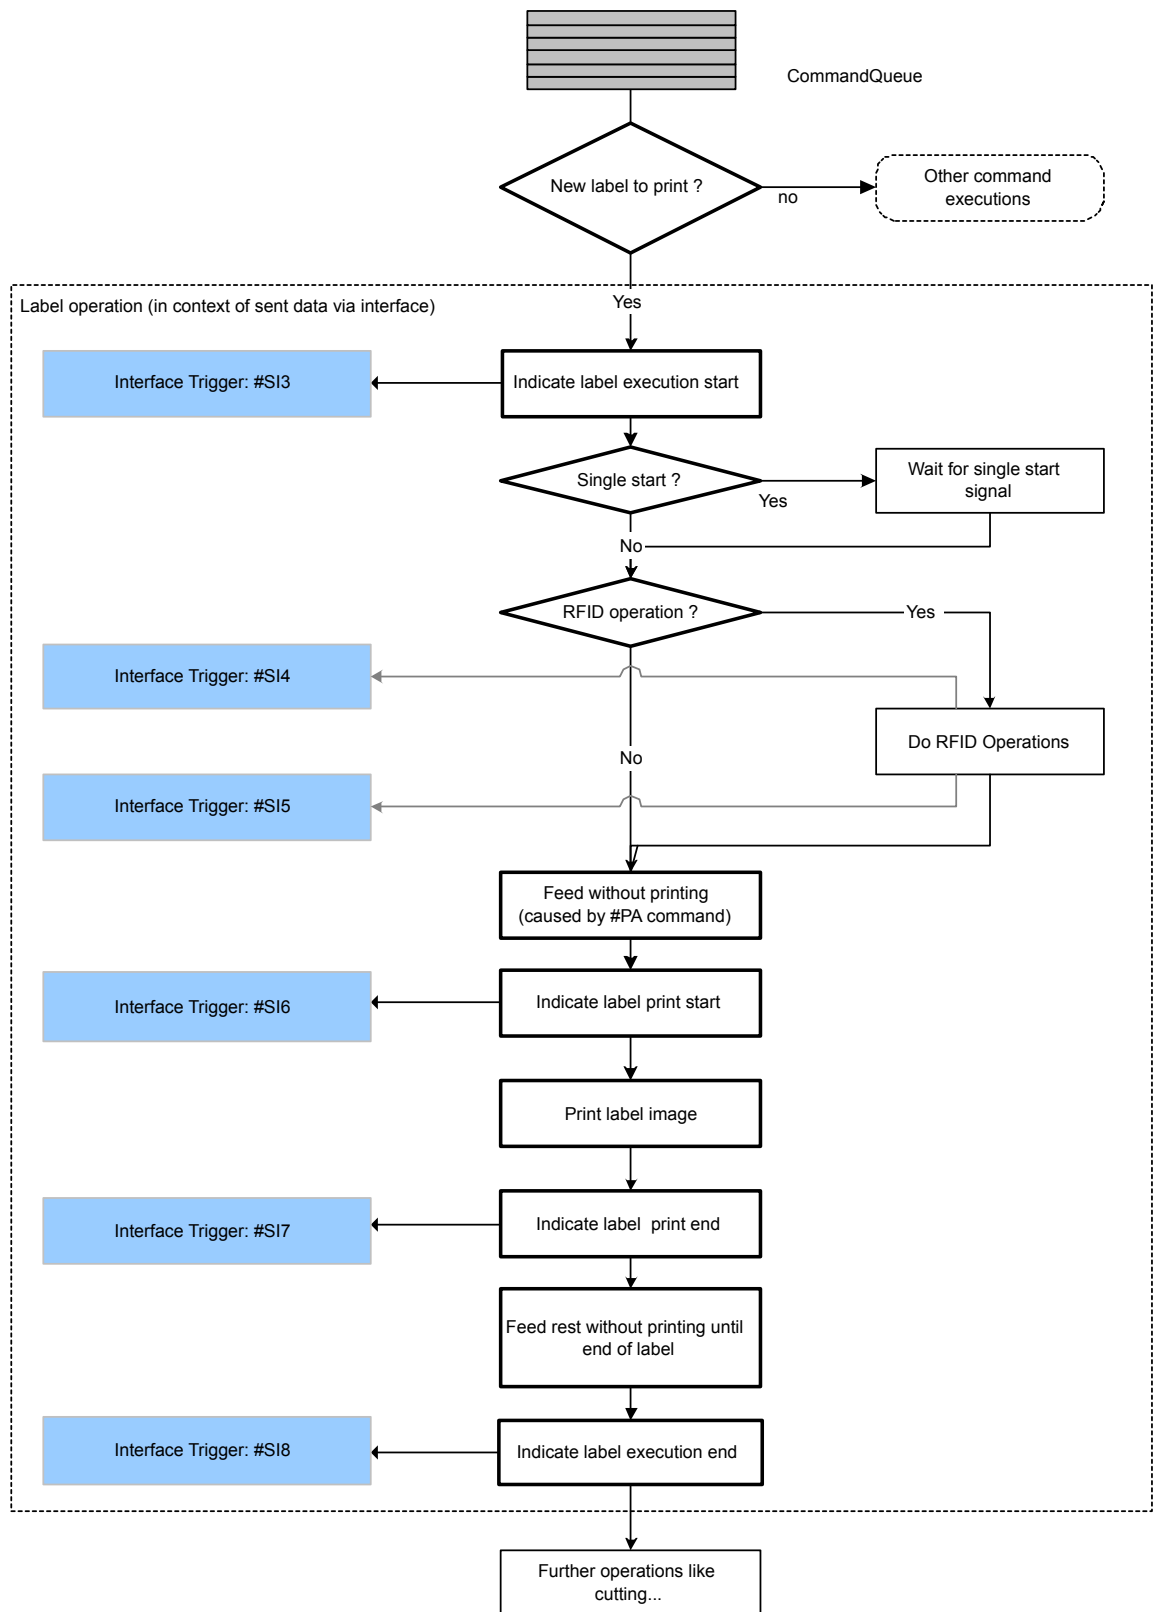 CommandQueue
New label to print ?
no
Other command
executions
Yes
Label operation (in context of sent data via interface)
Interface Trigger: #SI3
Indicate label execution start
Single start ?
Yes
Wait for single start
signal
No
RFID operation ?
Yes
Interface Trigger: #SI4
Do RFID Operations
No
Interface Trigger: #SI5
Feed without printing
(caused by #PA command)
Interface Trigger: #SI6
Indicate label print start
Print label image
Interface Trigger: #SI7
Indicate label  print end
Feed rest without printing until
end of label
Interface Trigger: #SI8
Indicate label execution end
Further operations like
cutting...